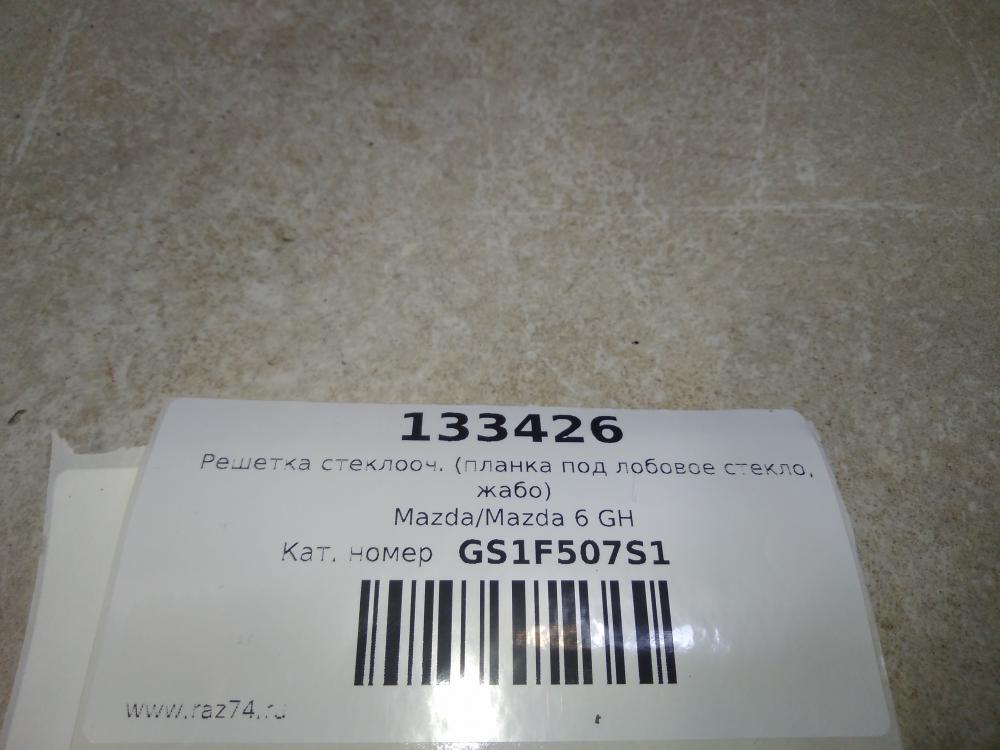 133426
Решетка стеклооч. (планка под лобовое стекло,
жабо)
Mazda/Mazda 6 GH
Кат. номер GS1F507S1
www.raz74.ru